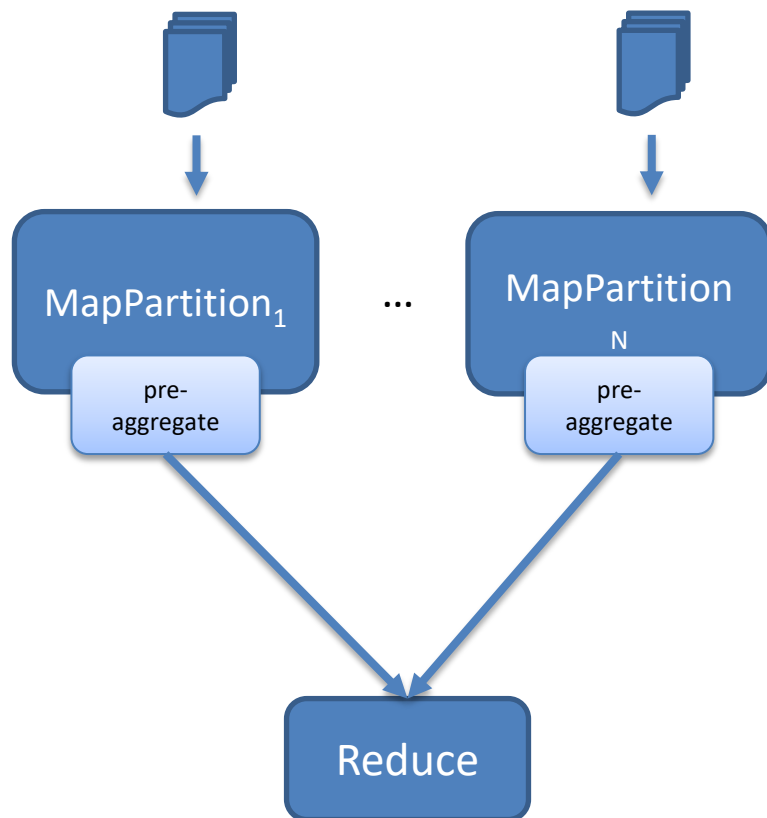 MapPartition1
...
MapPartition
N
pre-
aggregate
pre-
aggregate
Reduce